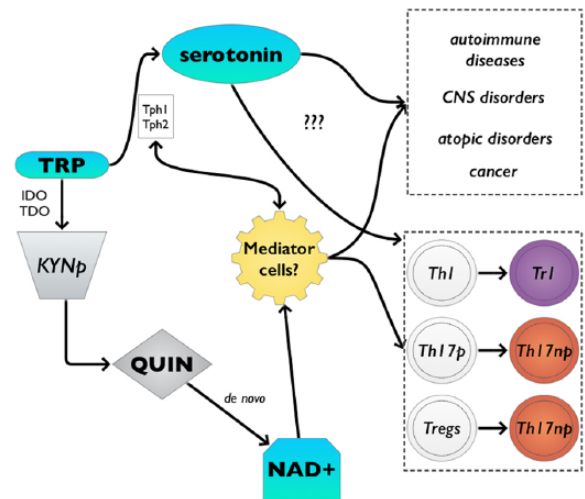 serotonin
autoimmune
diseases
CNS disorders
atopic disorders
cancer
Tph1
Tph2
???
TRP
IDO
TDO
KYNp
Mediator
cells?
Th1
Tr1
Th17p
Th17np
Tregs
Th17np
QUIN
de novo
NAD+